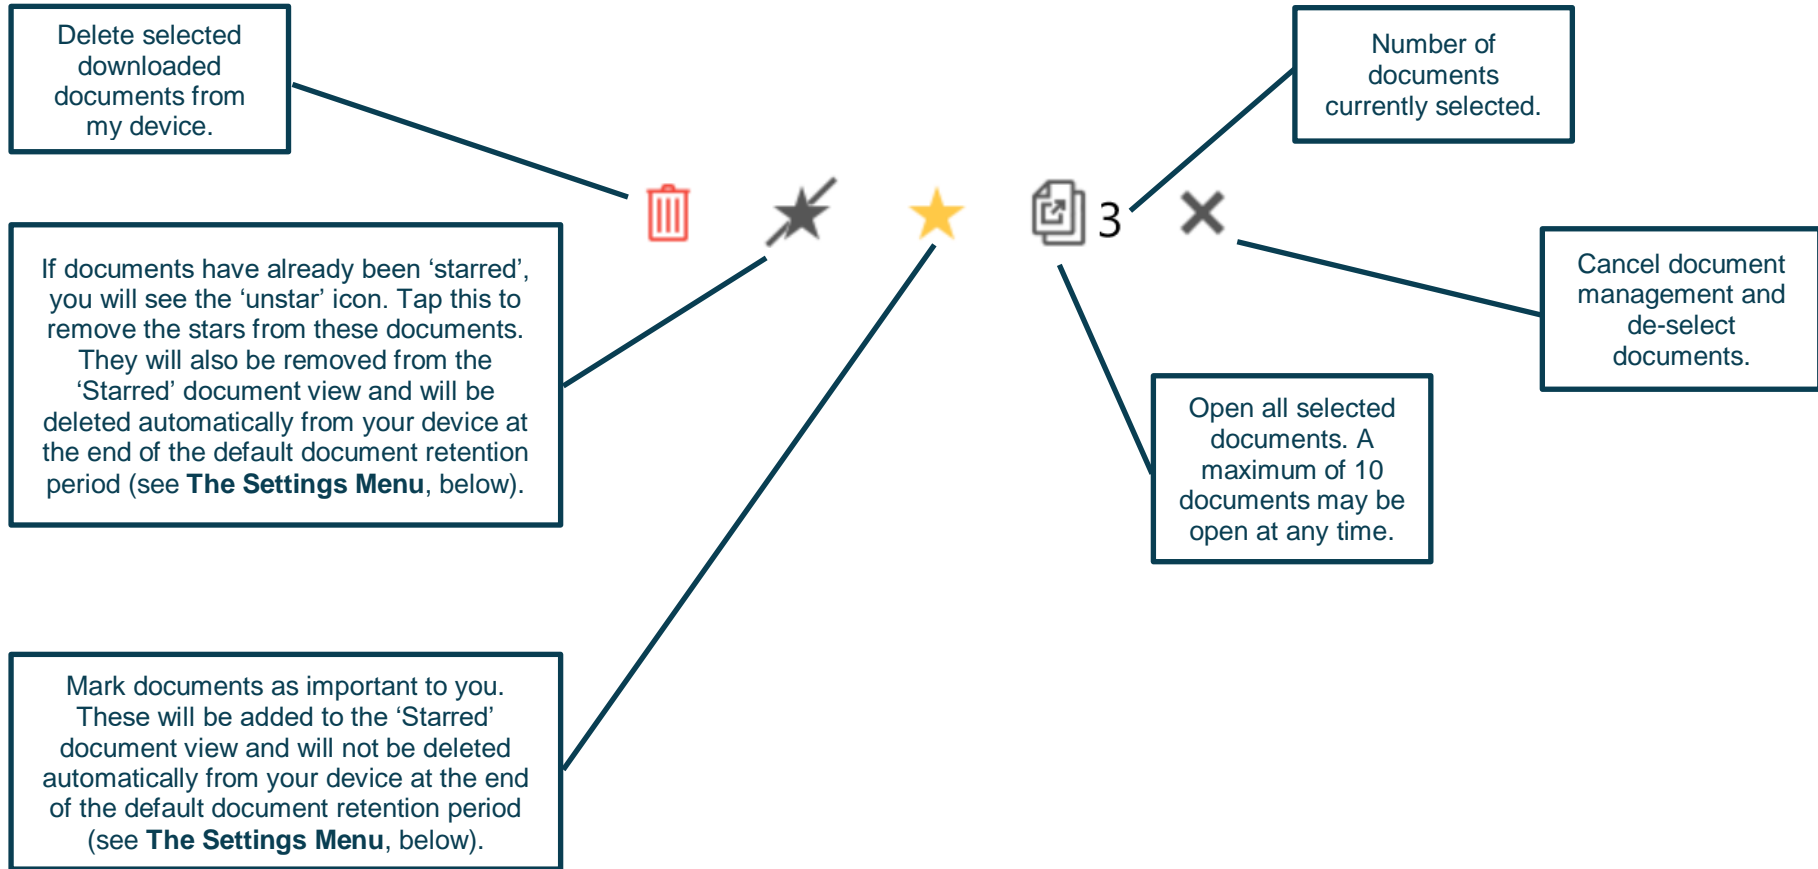 Delete selected
downloaded
documents from
my device.
Number of
documents
currently selected.
3
If documents have already been ‘starred’,
you will see the ‘unstar’ icon. Tap this to
remove the stars from these documents.
They will also be removed from the
‘Starred’ document view and will be
deleted automatically from your device at
the end of the default document retention
period (see The Settings Menu, below).
Cancel document
management and
de-select
documents.
Open all selected
documents. A
maximum of 10
documents may be
open at any time.
Mark documents as important to you.
These will be added to the ‘Starred’
document view and will not be deleted
automatically from your device at the end
of the default document retention period
(see The Settings Menu, below).